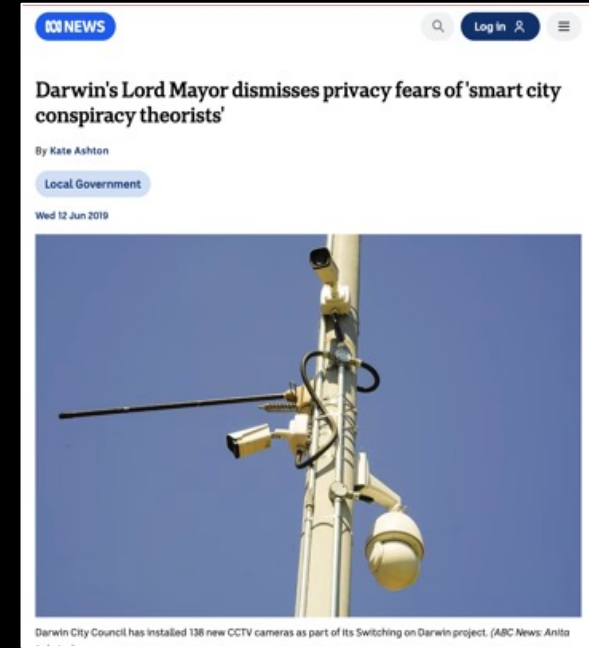 NEWS
Log in
Darwin's Lord Mayor dismisses privacy fears of 'smart city
conspiracy theorists'
By Kate Ashton
Local Government
Wed 12 Jun 2019
Darwin City Council has installed 138 new CCTV cameras as part of its Switching on Darwin project. (ABC News: Anita